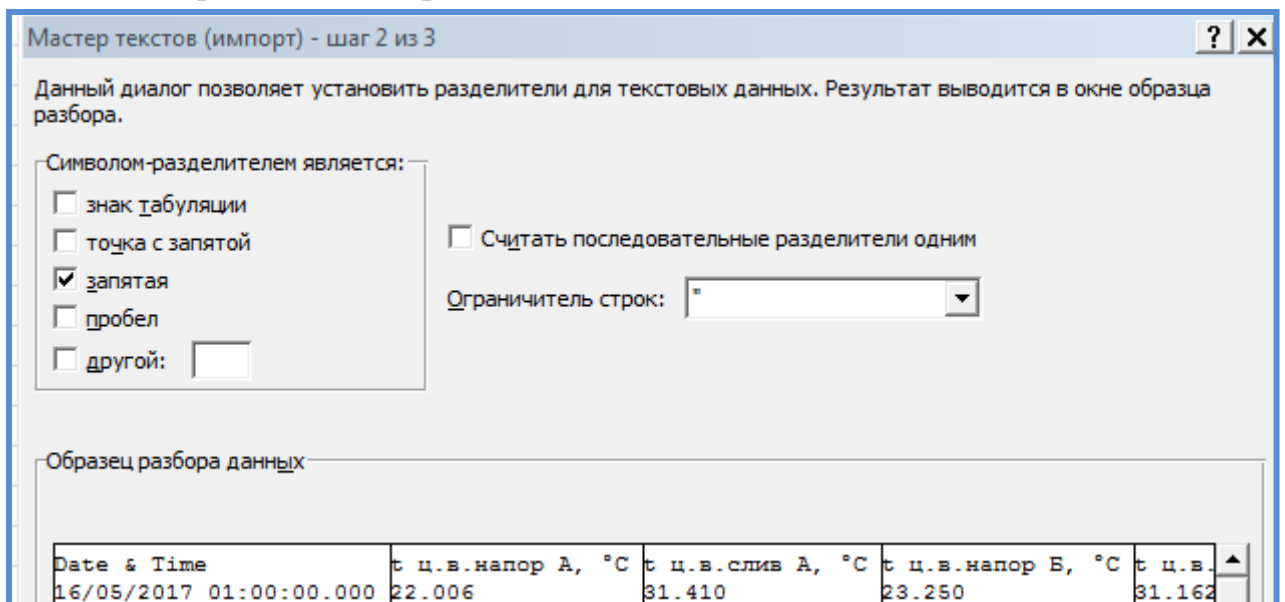 Мастер текстов (импорт) - шаг 2 из 3
Данный диалог позволяет установить разделители для текстовых данных. Результат выводится в окне образца
разбора.
Символом-разделителем является:
знак табуляции
точка с запятой
Считать последовательные разделители одним
запятая
Ограничитель строк: "
пробел
другой:
Образец разбора данных
Date & Time t ц.в.напор А, °C t ц.в.слив А, °C t ц.в.напор Б, °C t ц.в.
16/05/2017 01:00:00.000 22.006 31.410 23.250 31.162